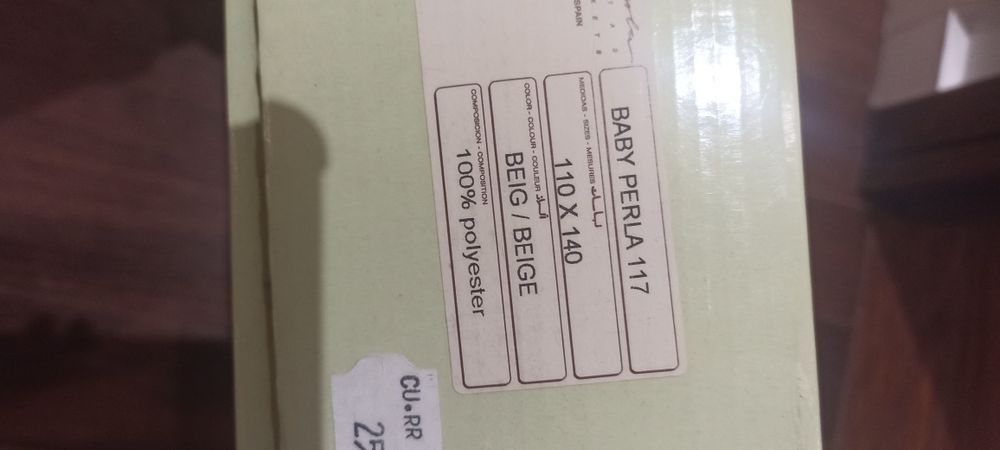 SPAIN
BABY PERLA 117
MEDIDAS - SIZES - MESURES
110 X 140
COLOR - COLOUR - COULEUR
BEIG / BEIGE
COMPOSICION - COMPOSITION
100% polyester
CU.RR